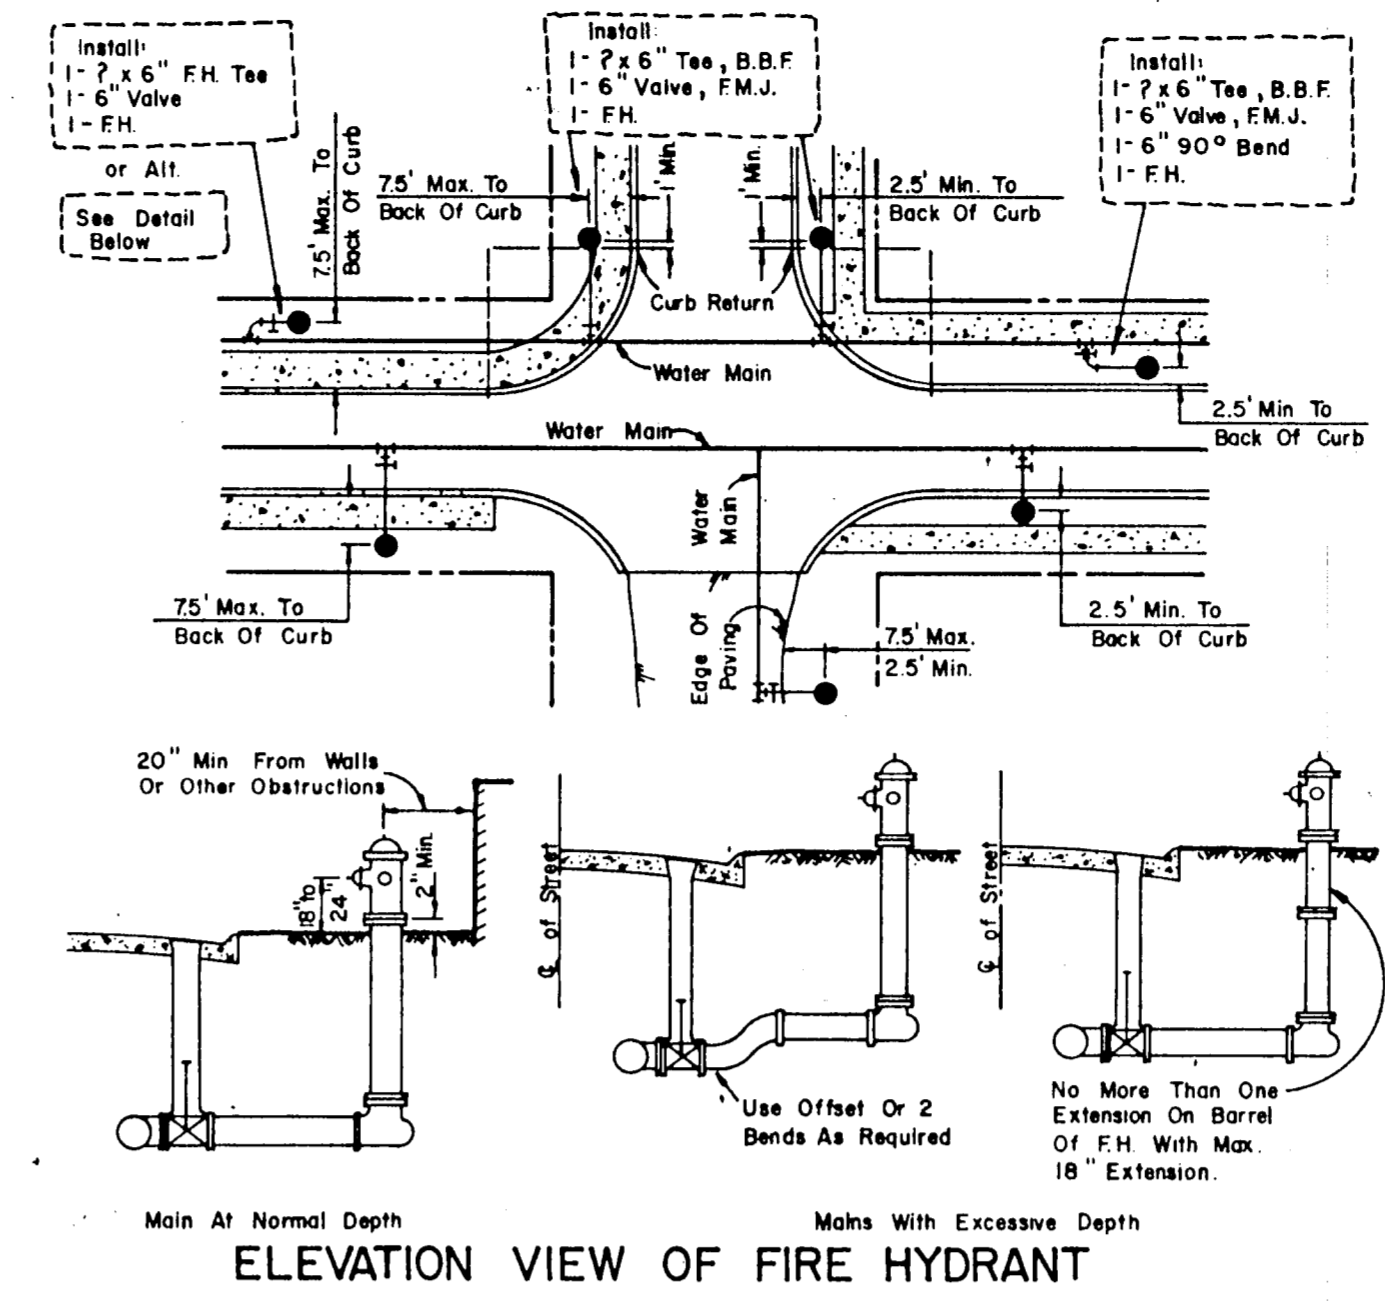 Install:
1- ? x 6" F.H. Tee
1- 6" Valve
1- F.H.
or Alt.
See Detail
Below
7.5' Max. To
Back Of Curb
7.5' Max. To
Back Of Curb
Install:
1- ? x 6" Tee, B.B.F.
1- 6" Valve, F.M.J.
1- F.H.
1' Min.
1' Min.
2.5' Min. To
Back Of Curb
Install:
1- ? x 6" Tee, B.B.F.
1- 6" Valve, F.M.J.
1- 6" 90° Bend
1- F.H.
Curb Return
Water Main
Water Main
2.5' Min To
Back Of Curb
Water
Main
7.5' Max. To
Back Of Curb
Edge Of
Paving
7.5' Max.
2.5' Min.
2.5' Min. To
Back Of Curb
20" Min From Walls
Or Other Obstructions
18" to
24"
2" Min.
℄ of Street
℄ of Street
Use Offset Or 2
Bends As Required
No More Than One
Extension On Barrel
Of F.H. With Max.
18" Extension.
Main At Normal Depth
Mains With Excessive Depth
ELEVATION VIEW OF FIRE HYDRANT